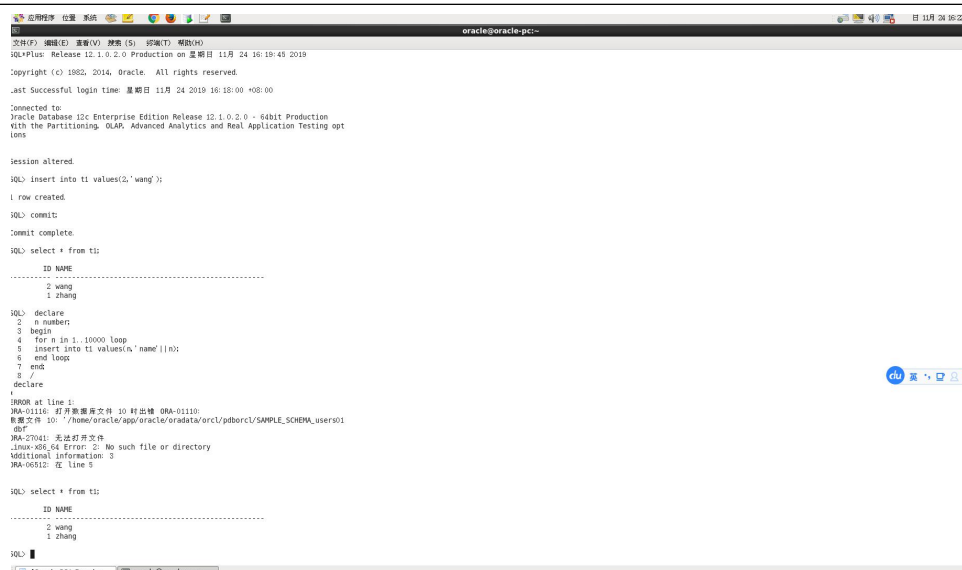 应用程序 位置 系统
日 11月 24 16:22
oracle@oracle-pc:~
文件(F) 编辑(E) 查看(V) 搜索 (S) 终端(T) 帮助(H)
SQL*Plus: Release 12.1.0.2.0 Production on 星期日 11月 24 16:19:45 2019
Copyright (c) 1982, 2014, Oracle. All rights reserved.
Last Successful login time: 星期日 11月 24 2019 16:18:00 +08:00
Connected to:
Oracle Database 12c Enterprise Edition Release 12.1.0.2.0 - 64bit Production
With the Partitioning, OLAP, Advanced Analytics and Real Application Testing opt
ions
Session altered.
SQL> insert into t1 values(2,'wang');
1 row created.
SQL> commit;
Commit complete.
SQL> select * from t1;
ID NAME
---------- ------------------------------------------------------------
2 wang
1 zhang
SQL> declare
2 n number;
3 begin
4 for n in 1..10000 loop
5 insert into t1 values(n,'name'||n);
6 end loop;
7 end;
8 /
declare
*
ERROR at line 1:
ORA-01116: 打开数据库文件 10 时出错 ORA-01110:
数据文件 10: '/home/oracle/app/oracle/oradata/orcl/pdborcl/SAMPLE_SCHEMA_users01
.dbf'
ORA-27041: 无法打开文件
Linux-x86_64 Error: 2: No such file or directory
Additional information: 3
ORA-06512: 在 line 5
SQL> select * from t1;
ID NAME
---------- ------------------------------------------------------------
2 wang
1 zhang
SQL>
du 英